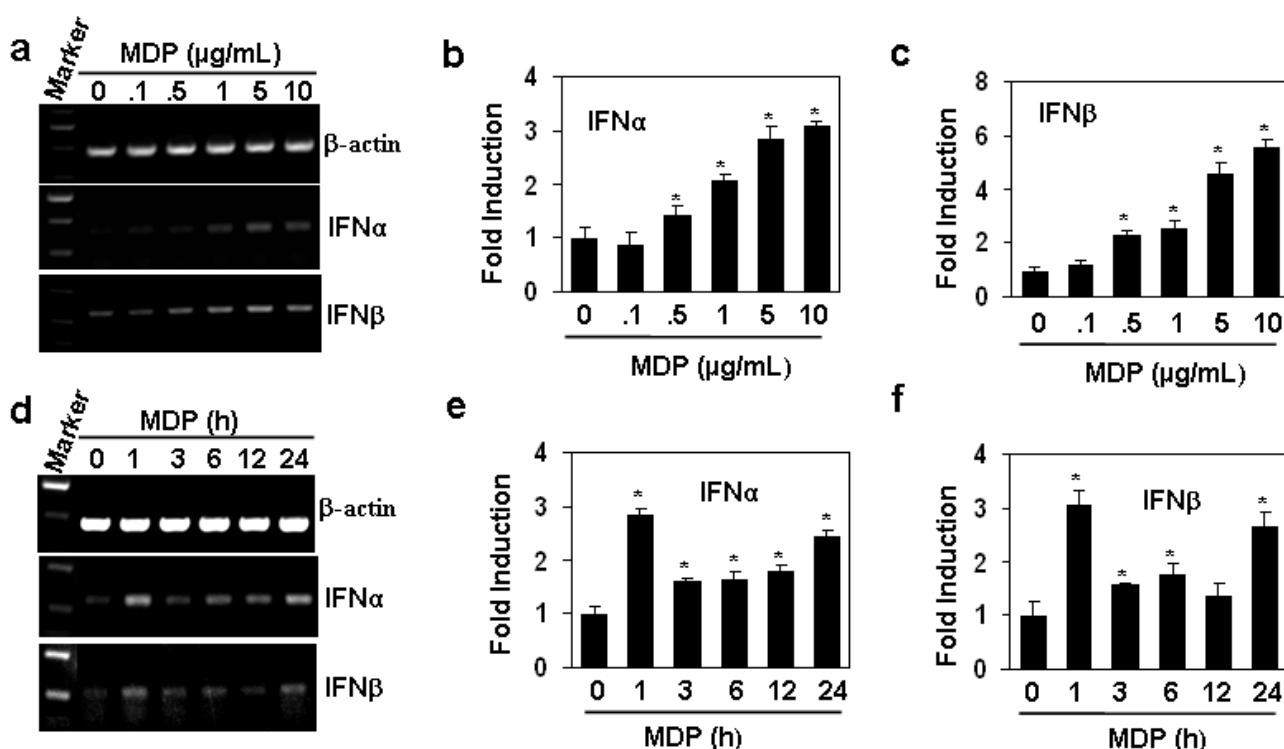 a
Marker
MDP (µg/mL)
0 .1 .5 1 5 10
β-actin
IFNα
IFNβ
b
Fold Induction
4
3
2
1
0
IFNα
* * * *
0 .1 .5 1 5 10
MDP (µg/mL)
c
Fold Induction
8
6
4
2
0
IFNβ
* * * *
0 .1 .5 1 5 10
MDP (µg/mL)
d
Marker
MDP (h)
0 1 3 6 12 24
β-actin
IFNα
IFNβ
e
Fold Induction
4
3
2
1
0
IFNα
* * * * *
0 1 3 6 12 24
MDP (h)
f
Fold Induction
4
3
2
1
0
IFNβ
* * * *
0 1 3 6 12 24
MDP (h)